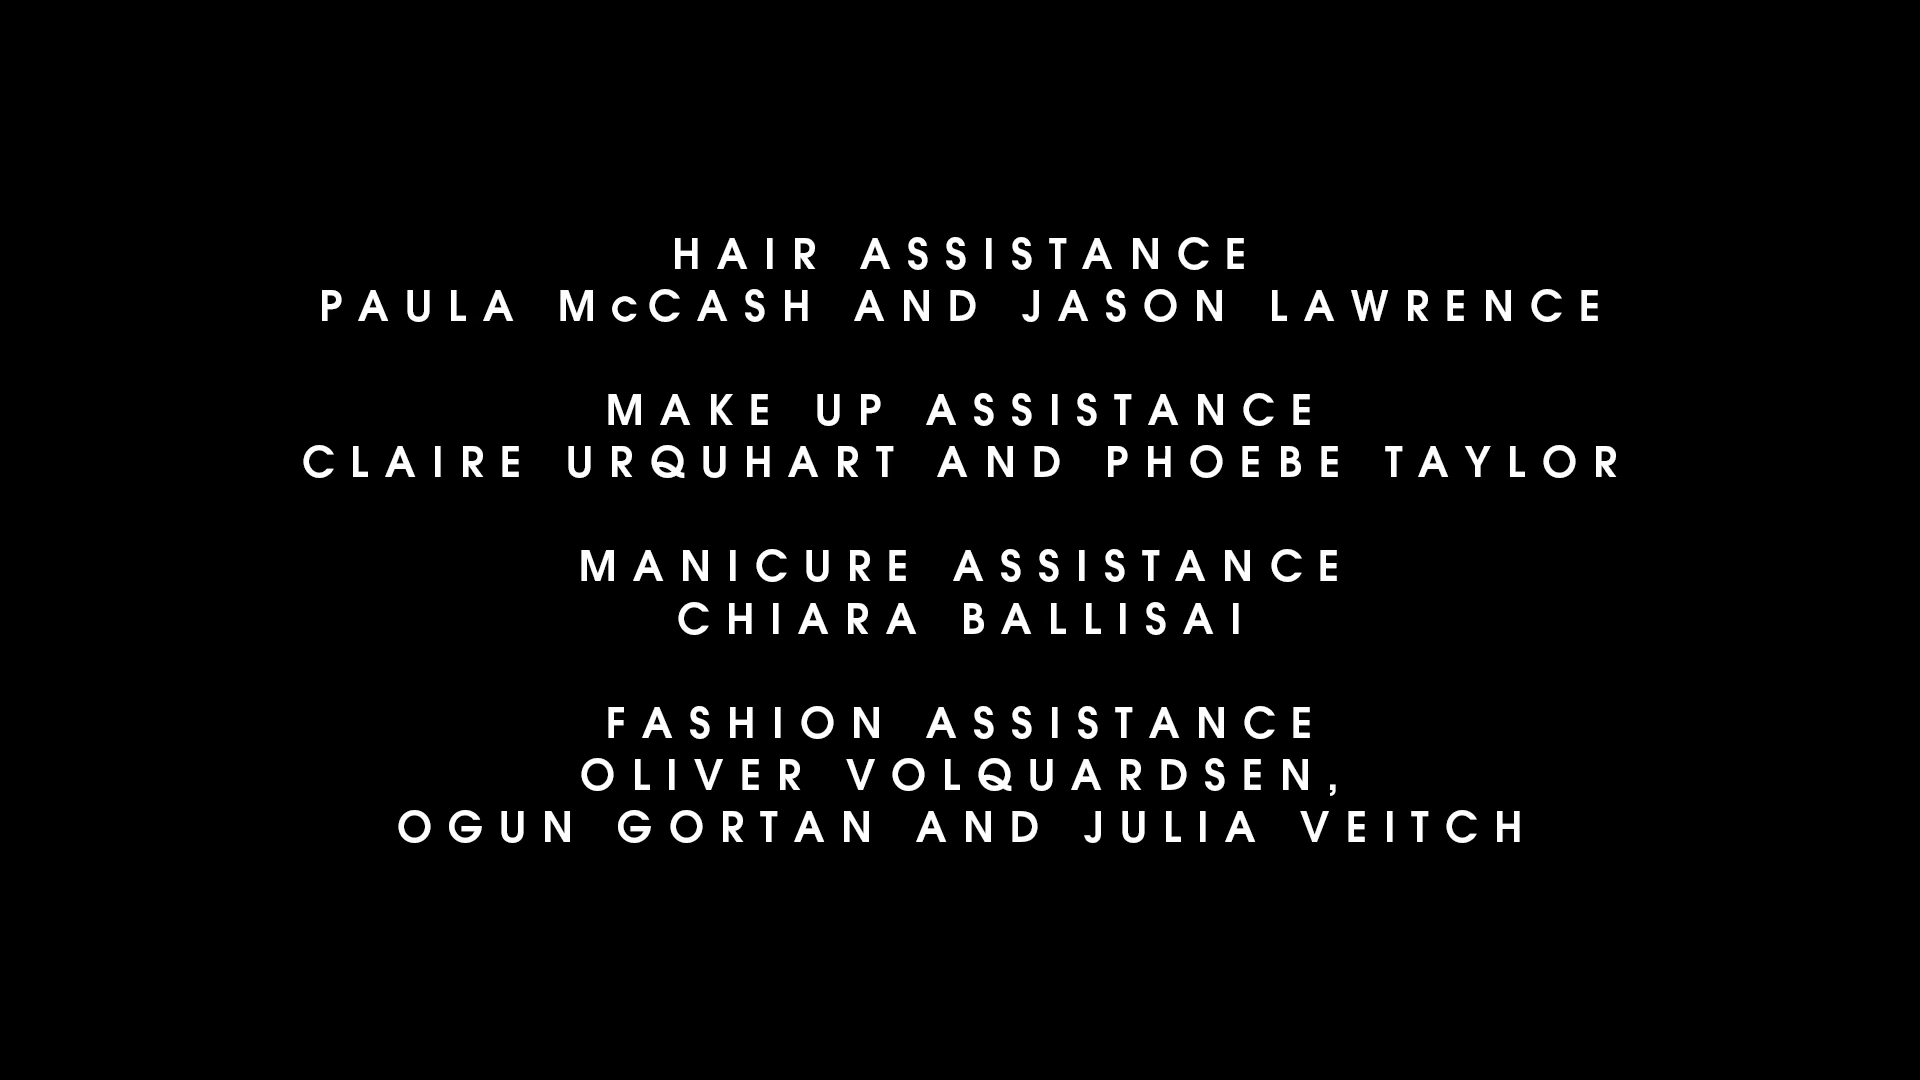 HAIR ASSISTANCE
PAULA McCASH AND JASON LAWRENCE
MAKE UP ASSISTANCE
CLAIRE URQUHART AND PHOEBE TAYLOR
MANICURE ASSISTANCE
CHIARA BALLISAI
FASHION ASSISTANCE
OLIVER VOLQUARDSEN,
OGUN GORTAN AND JULIA VEITCH